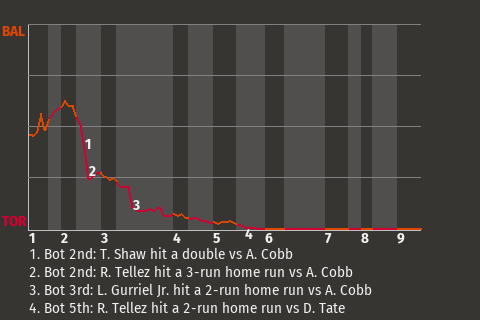 BAL
1
2
3
4
TOR
1 2 3 4 5 6 7 8 9
1. Bot 2nd: T. Shaw hit a double vs A. Cobb
2. Bot 2nd: R. Tellez hit a 3-run home run vs A. Cobb
3. Bot 3rd: L. Gurriel Jr. hit a 2-run home run vs A. Cobb
4. Bot 5th: R. Tellez hit a 2-run home run vs D. Tate